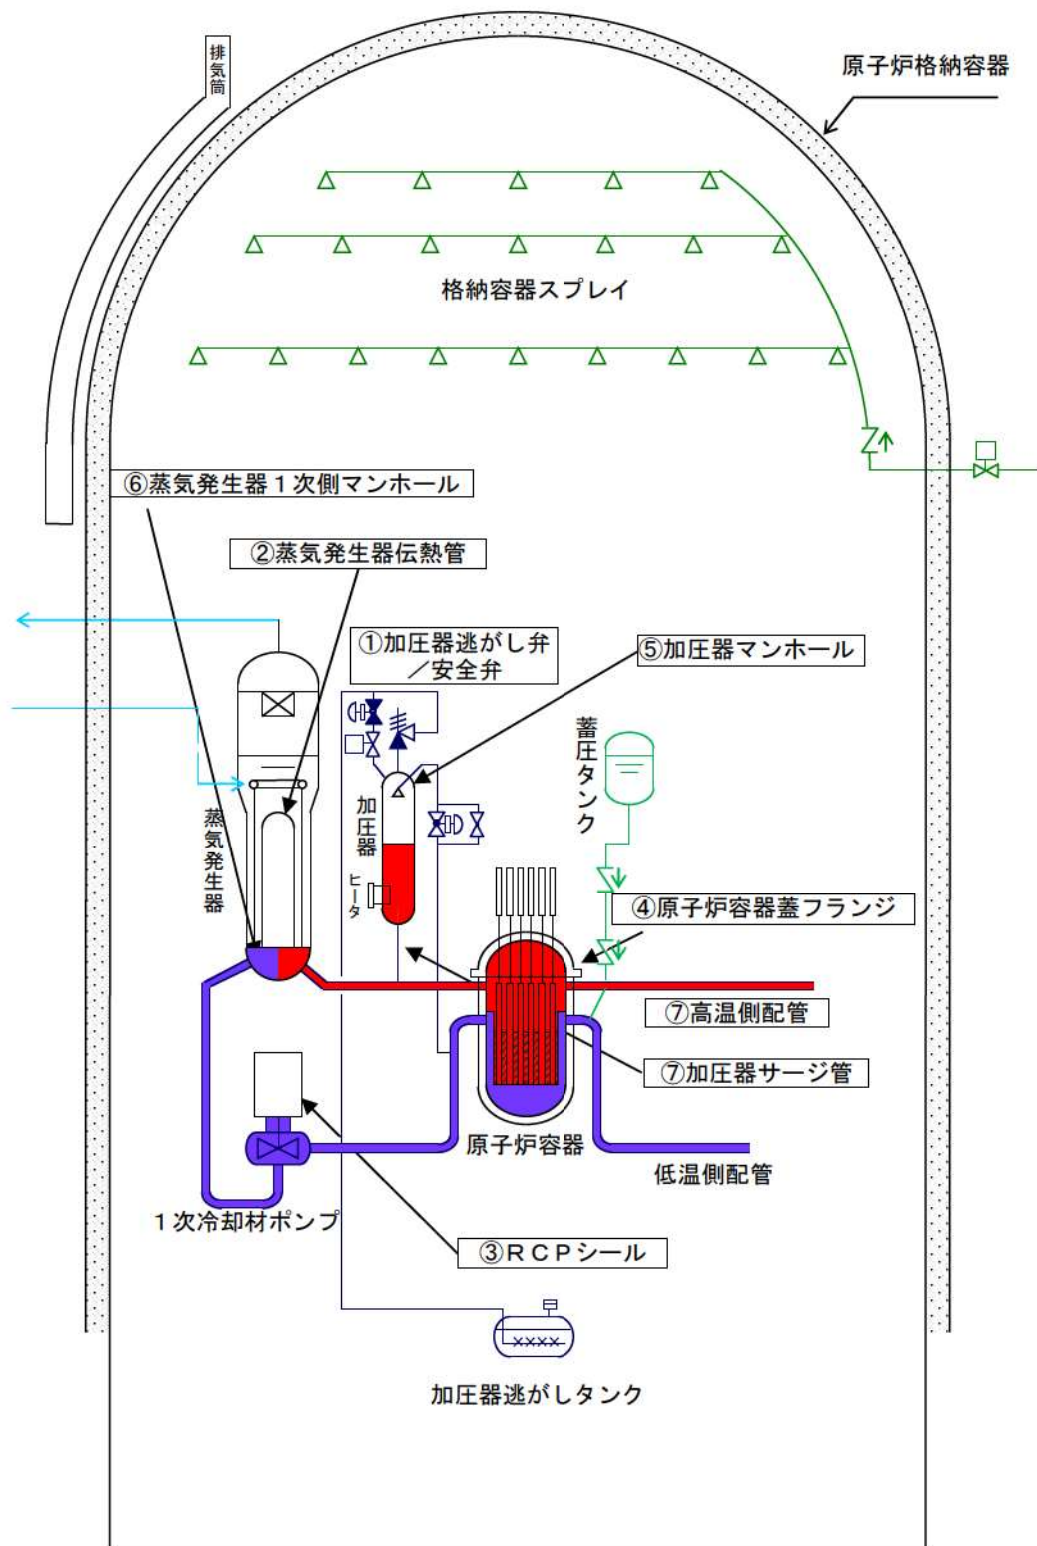 排気筒
原子炉格納容器
格納容器スプレイ
⑥蒸気発生器1次側マンホール
②蒸気発生器伝熱管
①加圧器逃がし弁
／安全弁
⑤加圧器マンホール
蓄圧タンク
加圧器
蒸気発生器
ヒータ
④原子炉容器蓋フランジ
⑦高温側配管
⑦加圧器サージ管
原子炉容器
低温側配管
1次冷却材ポンプ
③RCPシール
加圧器逃がしタンク